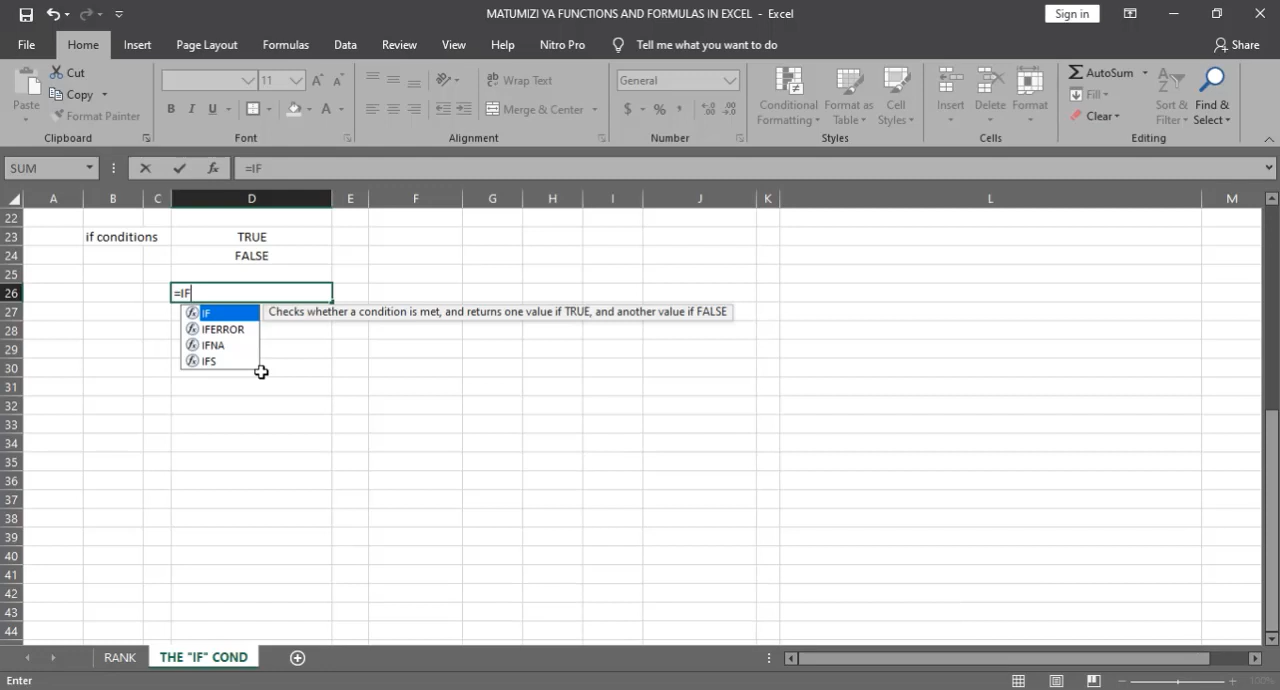 MATUMIZI YA FUNCTIONS AND FORMULAS IN EXCEL - Excel
Sign in
File Home Insert Page Layout Formulas Data Review View Help Nitro Pro Tell me what you want to do Share
Paste Cut Copy Format Painter Clipboard
11 A A B I U A Font
ab Wrap Text Merge & Center Alignment
General $ % , Number
Conditional Formatting Format as Table Cell Styles Styles
Insert Delete Format Cells
AutoSum Fill Clear Sort & Filter Find & Select Editing
SUM fx =IF
A B C D E F G H I J K L M
22
23 if conditions TRUE
24 FALSE
25
26 =IF
27 IF Checks whether a condition is met, and returns one value if TRUE, and another value if FALSE
28 IFERROR
29 IFNA
30 IFS
31
32
33
34
35
36
37
38
39
40
41
42
43
44
RANK THE "IF" COND
Enter 100%